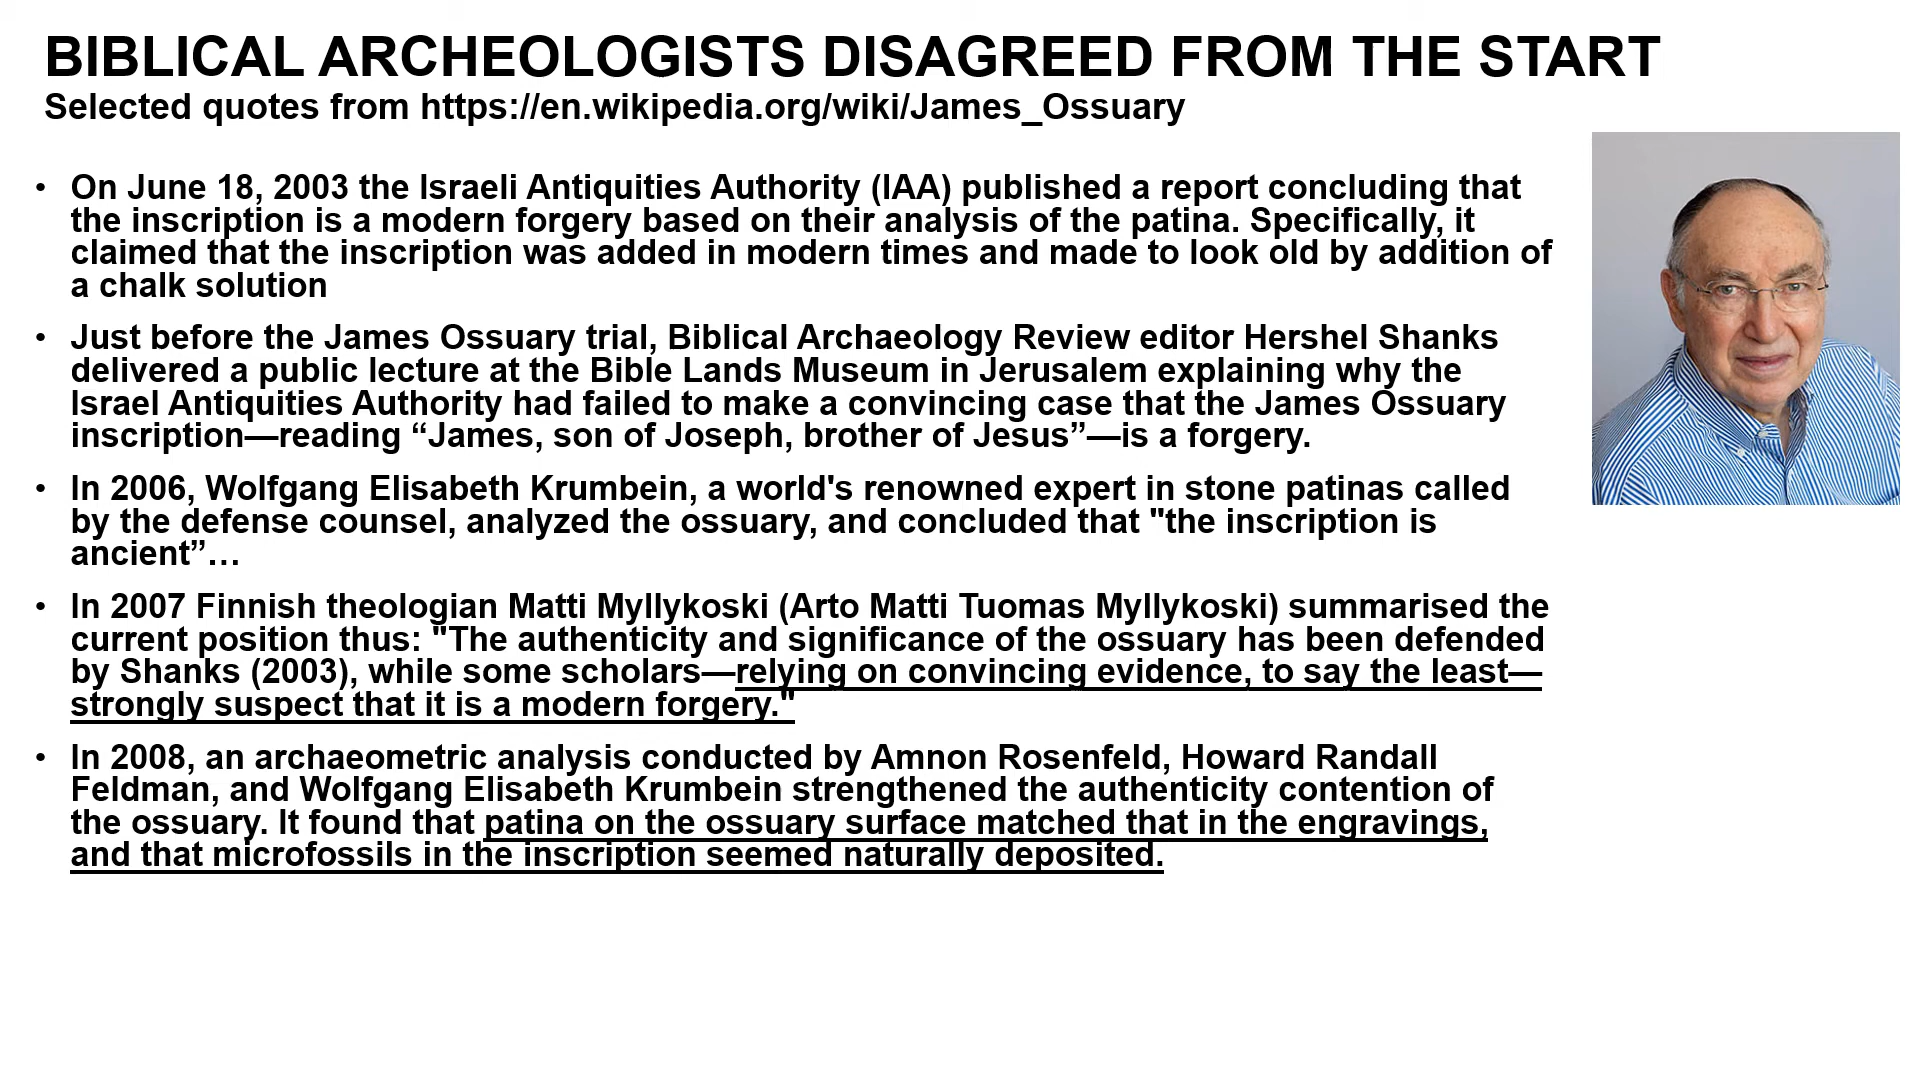 BIBLICAL ARCHEOLOGISTS DISAGREED FROM THE START
Selected quotes from https://en.wikipedia.org/wiki/James_Ossuary
• On June 18, 2003 the Israeli Antiquities Authority (IAA) published a report concluding that
the inscription is a modern forgery based on their analysis of the patina. Specifically, it
claimed that the inscription was added in modern times and made to look old by addition of
a chalk solution
• Just before the James Ossuary trial, Biblical Archaeology Review editor Hershel Shanks
delivered a public lecture at the Bible Lands Museum in Jerusalem explaining why the
Israel Antiquities Authority had failed to make a convincing case that the James Ossuary
inscription—reading “James, son of Joseph, brother of Jesus”—is a forgery.
• In 2006, Wolfgang Elisabeth Krumbein, a world's renowned expert in stone patinas called
by the defense counsel, analyzed the ossuary, and concluded that "the inscription is
ancient”…
• In 2007 Finnish theologian Matti Myllykoski (Arto Matti Tuomas Myllykoski) summarised the
current position thus: "The authenticity and significance of the ossuary has been defended
by Shanks (2003), while some scholars—relying on convincing evidence, to say the least—
strongly suspect that it is a modern forgery."
• In 2008, an archaeometric analysis conducted by Amnon Rosenfeld, Howard Randall
Feldman, and Wolfgang Elisabeth Krumbein strengthened the authenticity contention of
the ossuary. It found that patina on the ossuary surface matched that in the engravings,
and that microfossils in the inscription seemed naturally deposited.